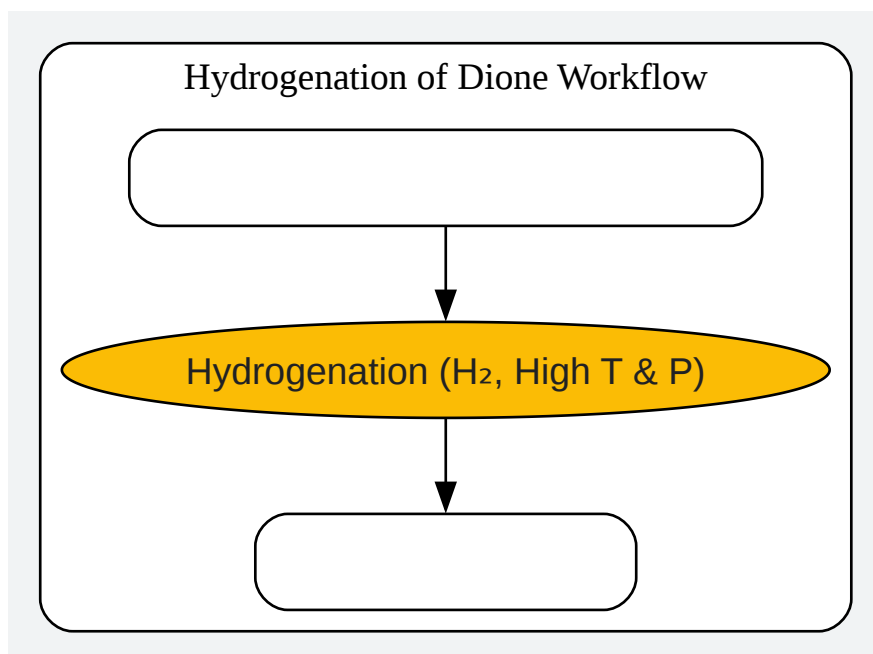 Hydrogenation of Dione Workflow
Hydrogenation (H₂, High T & P)